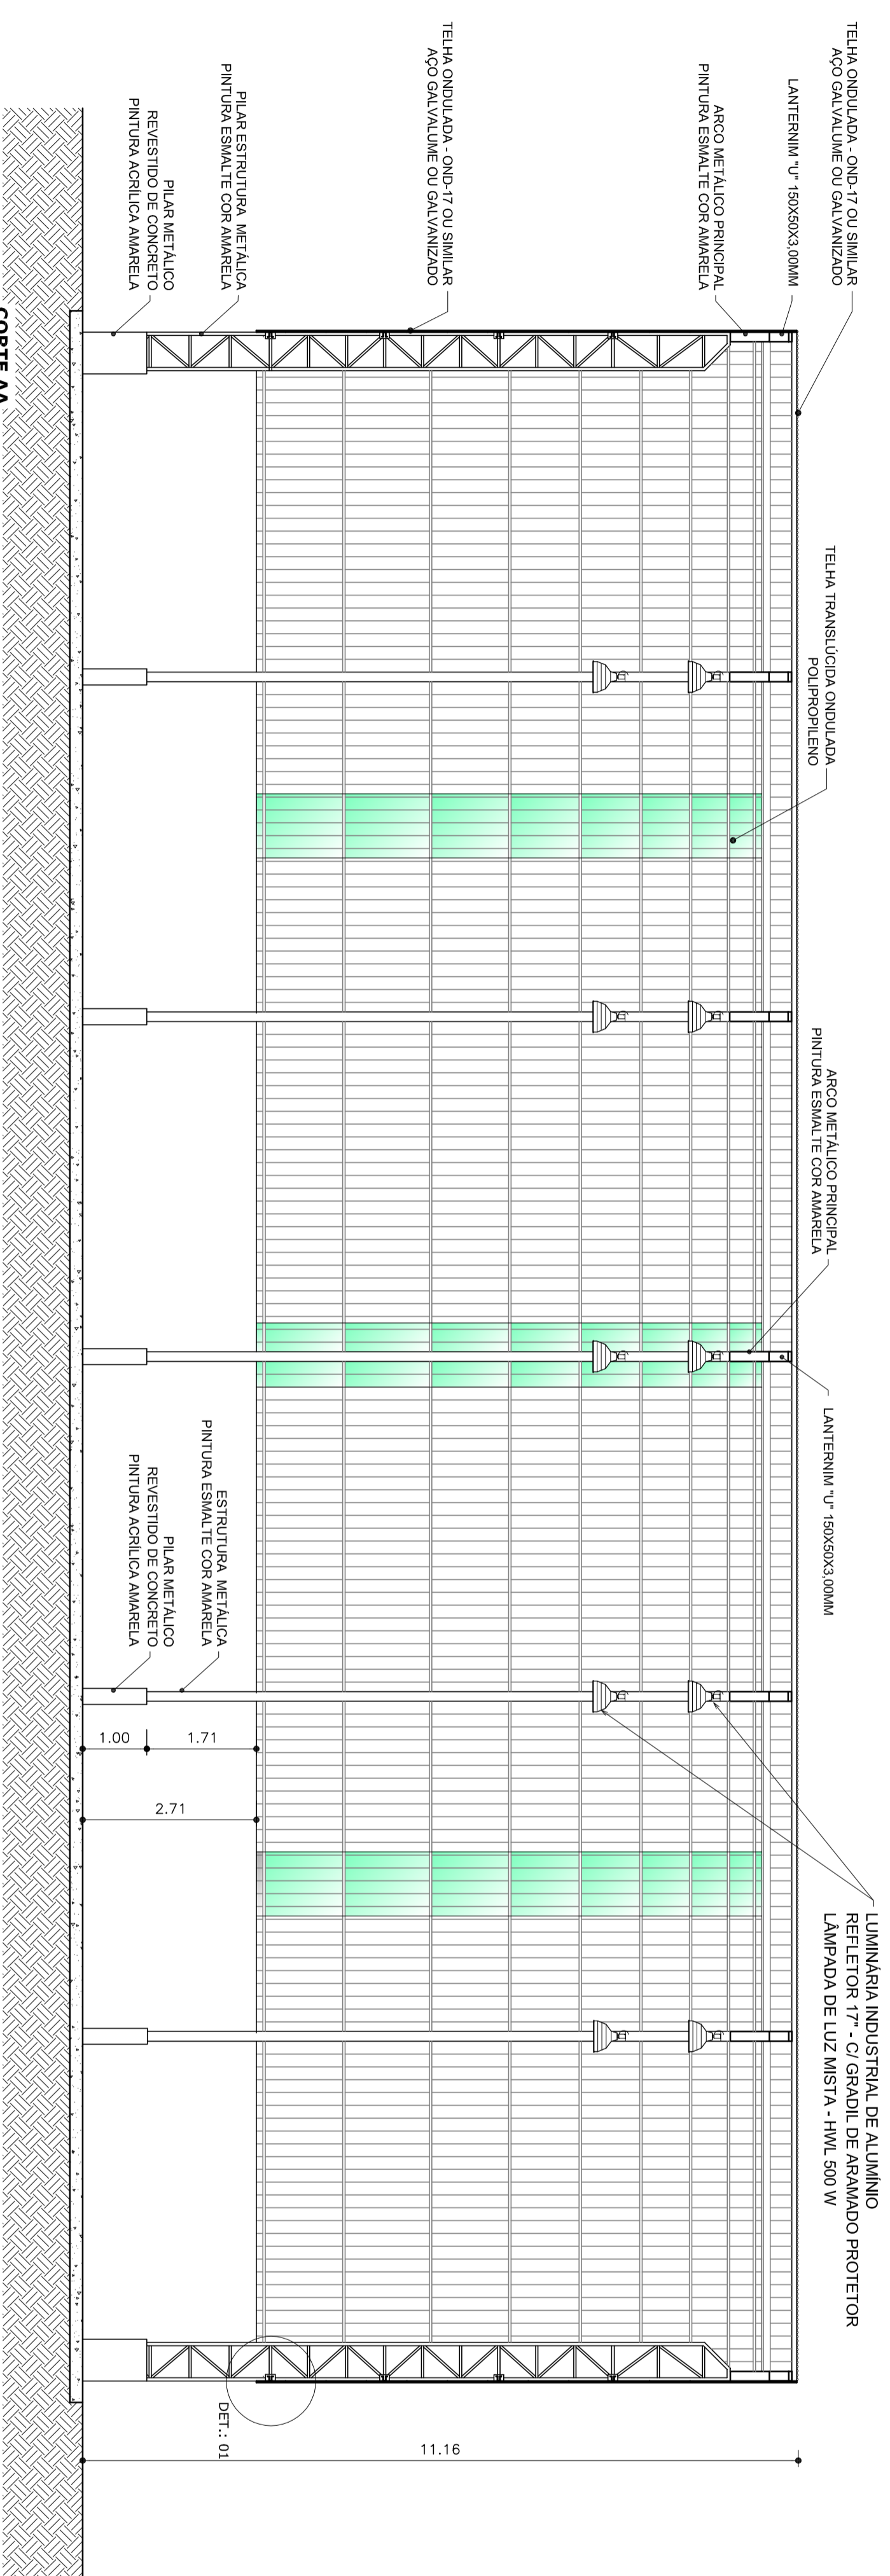 TELHA ONDULADA - OND-17 OU SIMILAR
AÇO GALVALUME OU GALVANIZADO
LANTERNIM "U" 150X50X3,00MM
ARCO METÁLICO PRINCIPAL
PINTURA ESMALTE COR AMARELA
TELHA ONDULADA - OND-17 OU SIMILAR
AÇO GALVALUME OU GALVANIZADO
PILAR ESTRUTURA METÁLICA
PINTURA ESMALTE COR AMARELA
PILAR METÁLICO
REVESTIDO DE CONCRETO
PINTURA ACRÍLICA AMARELA
TELHA TRANSLÚCIDA ONDULADA
POLIPROPILENO
ARCO METÁLICO PRINCIPAL
PINTURA ESMALTE COR AMARELA
LANTERNIM "U" 150X50X3,00MM
LUMINÁRIA INDUSTRIAL DE ALUMÍNIO
REFLETOR 17" - C/ GRADIL DE ARAMADO PROTETOR
LÂMPADA DE LUZ MISTA - HWL 500 W
ESTRUTURA METÁLICA
PINTURA ESMALTE COR AMARELA
PILAR METÁLICO
REVESTIDO DE CONCRETO
PINTURA ACRÍLICA AMARELA
1.71
1.00
2.71
11.16
DET.: 01
CORTE AA